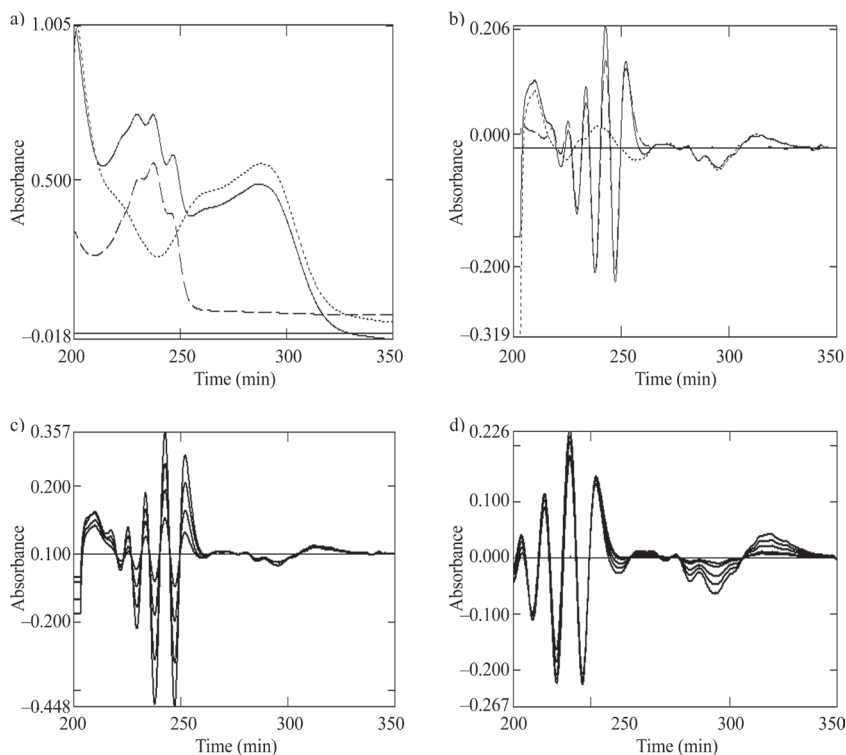 a)
1.005
0.500
−0.018
Absorbance
200 250 300 350
Time (min)
b)
0.206
0.000
−0.200
−0.319
Absorbance
200 250 300 350
Time (min)
c)
0.357
0.200
0.100
−0.200
−0.448
Absorbance
200 250 300 350
Time (min)
d)
0.226
0.100
0.000
−0.100
−0.200
−0.267
Absorbance
200 250 300 350
Time (min)